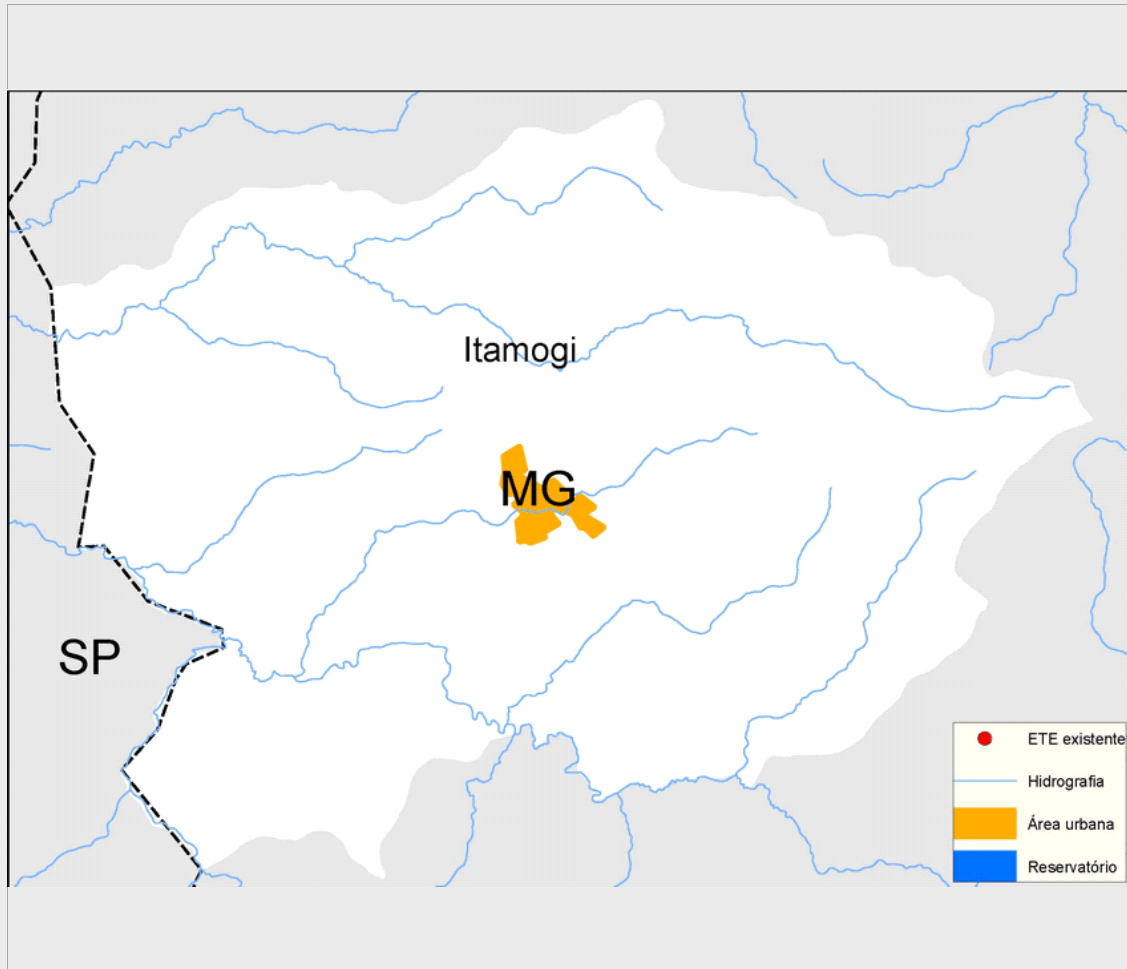 Itamogi
MG
SP
ETE existente
Hidrografia
Área urbana
Reservatório